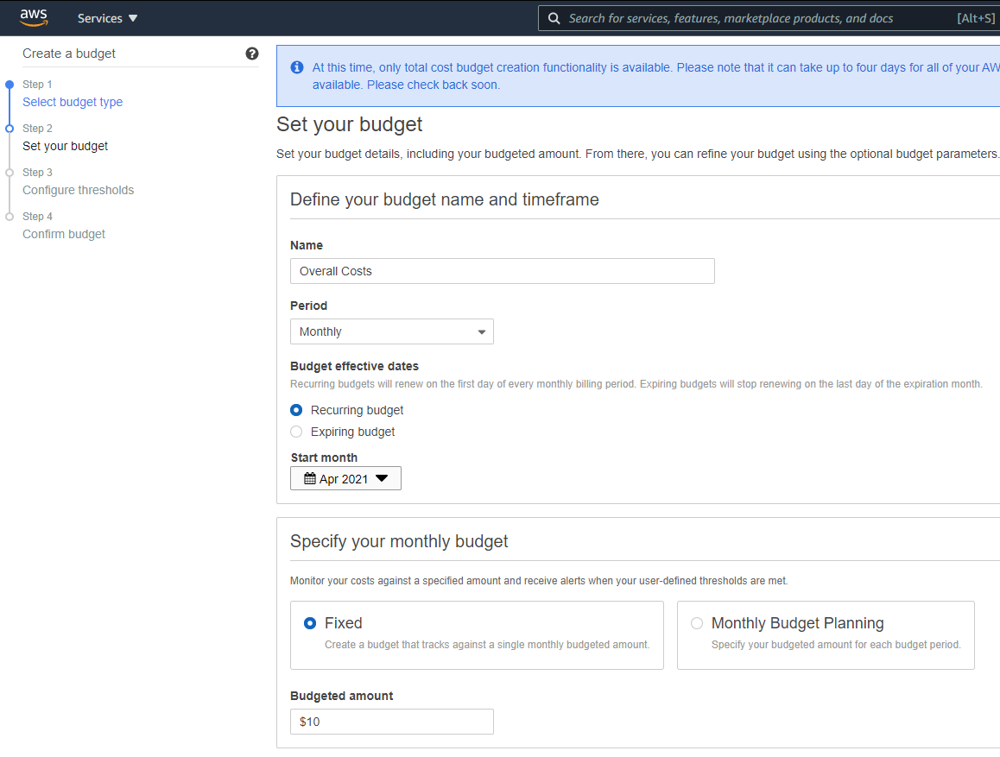 aws
Services
Search for services, features, marketplace products, and docs
[Alt+S]
Create a budget
?
Step 1
Select budget type
Step 2
Set your budget
Step 3
Configure thresholds
Step 4
Confirm budget
At this time, only total cost budget creation functionality is available. Please note that it can take up to four days for all of your AW
available. Please check back soon.
Set your budget
Set your budget details, including your budgeted amount. From there, you can refine your budget using the optional budget parameters.
Define your budget name and timeframe
Name
Overall Costs
Period
Monthly
Budget effective dates
Recurring budgets will renew on the first day of every monthly billing period. Expiring budgets will stop renewing on the last day of the expiration month.
Recurring budget
Expiring budget
Start month
Apr 2021
Specify your monthly budget
Monitor your costs against a specified amount and receive alerts when your user-defined thresholds are met.
Fixed
Create a budget that tracks against a single monthly budgeted amount.
Monthly Budget Planning
Specify your budgeted amount for each budget period.
Budgeted amount
$10